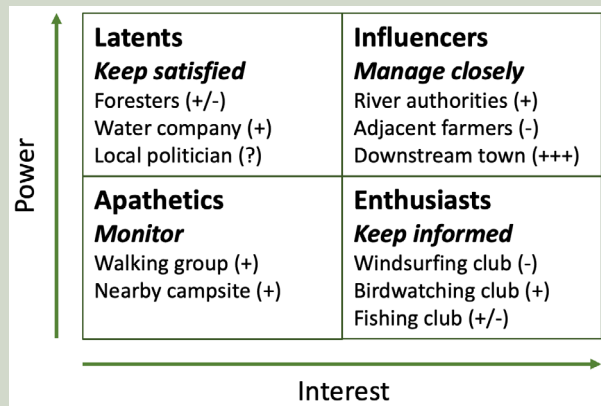 Power
Latents
Keep satisfied
Foresters (+/-)
Water company (+)
Local politician (?)
Influencers
Manage closely
River authorities (+)
Adjacent farmers (-)
Downstream town (+++)
Apathetics
Monitor
Walking group (+)
Nearby campsite (+)
Enthusiasts
Keep informed
Windsurfing club (-)
Birdwatching club (+)
Fishing club (+/-)
Interest